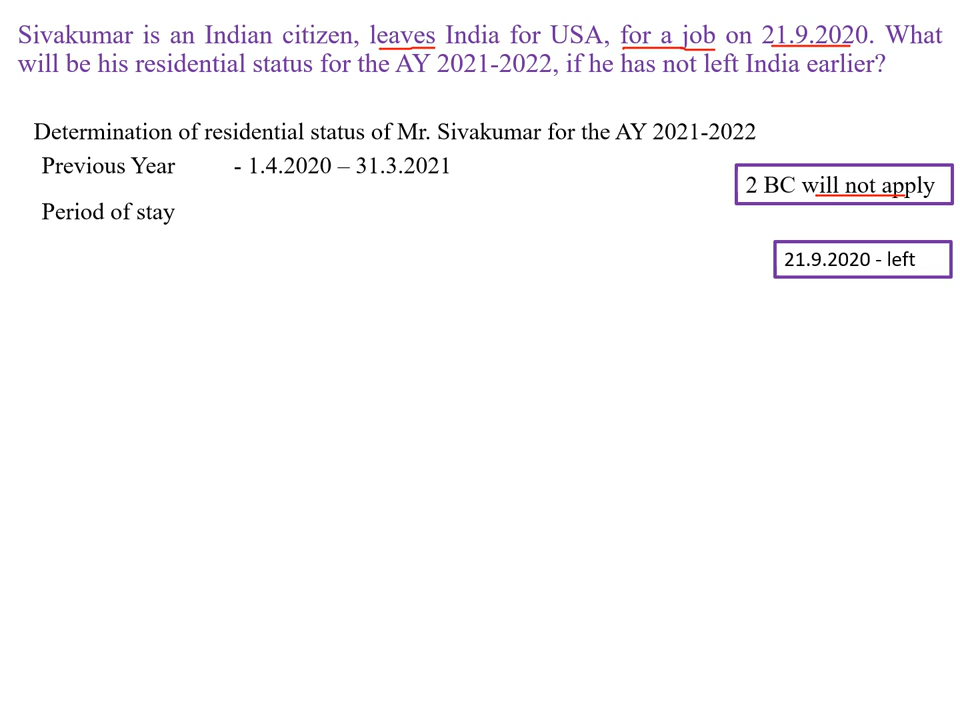 Sivakumar is an Indian citizen, leaves India for USA, for a job on 21.9.2020. What
will be his residential status for the AY 2021-2022, if he has not left India earlier?
Determination of residential status of Mr. Sivakumar for the AY 2021-2022
Previous Year - 1.4.2020 – 31.3.2021
2 BC will not apply
Period of stay
21.9.2020 - left